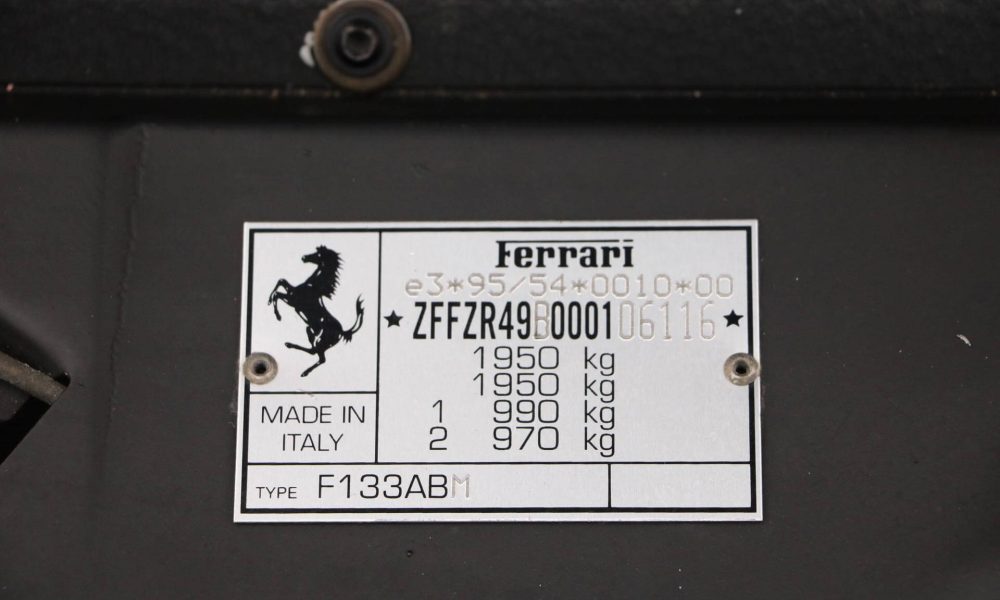 Ferrari
e3*95/54*0010*00
★ ZFFZR49B000106116 ★
1950 kg
1950 kg
1 990 kg
2 970 kg
MADE IN
ITALY
TYPE F133ABM